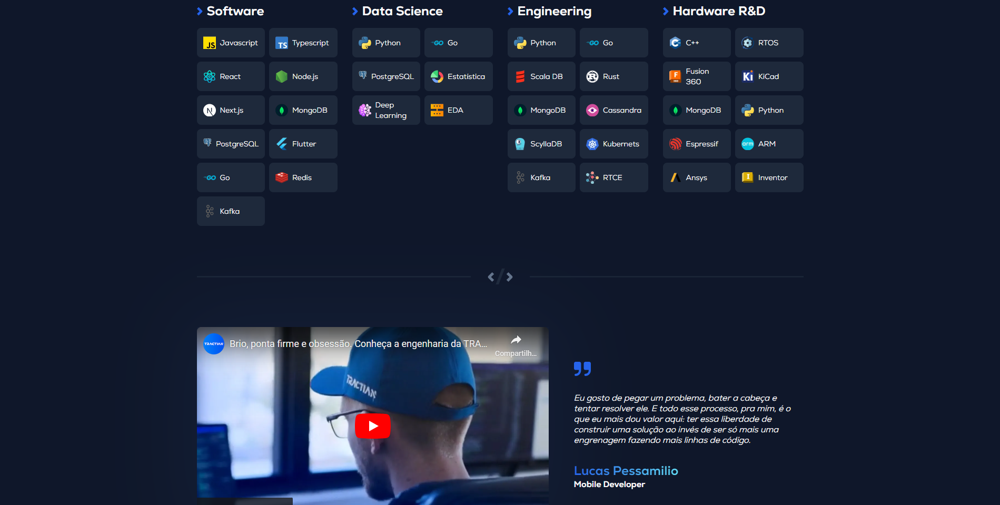 Software
Javascript
Typescript
React
Node.js
Next.js
MongoDB
PostgreSQL
Flutter
Go
Redis
Kafka
Data Science
Python
Go
PostgreSQL
Estatística
Deep
Learning
EDA
Engineering
Python
Go
Scala DB
Rust
MongoDB
Cassandra
ScyllaDB
Kubernets
Kafka
RTCE
Hardware R&D
C++
RTOS
Fusion
360
KiCad
MongoDB
Python
Espressif
ARM
Ansys
Inventor
</>
TRACTIAN
Brio, ponta firme e obsessão. Conheça a engenharia da TRA...
Compartilh...
TRACTIAN
Eu gosto de pegar um problema, bater a cabeça e
tentar resolver ele. E todo esse processo, pra mim, é o
que eu mais dou valor aqui: ter essa liberdade de
construir uma solução ao invés de ser só mais uma
engrenagem fazendo mais linhas de código.
Lucas Pessamilio
Mobile Developer